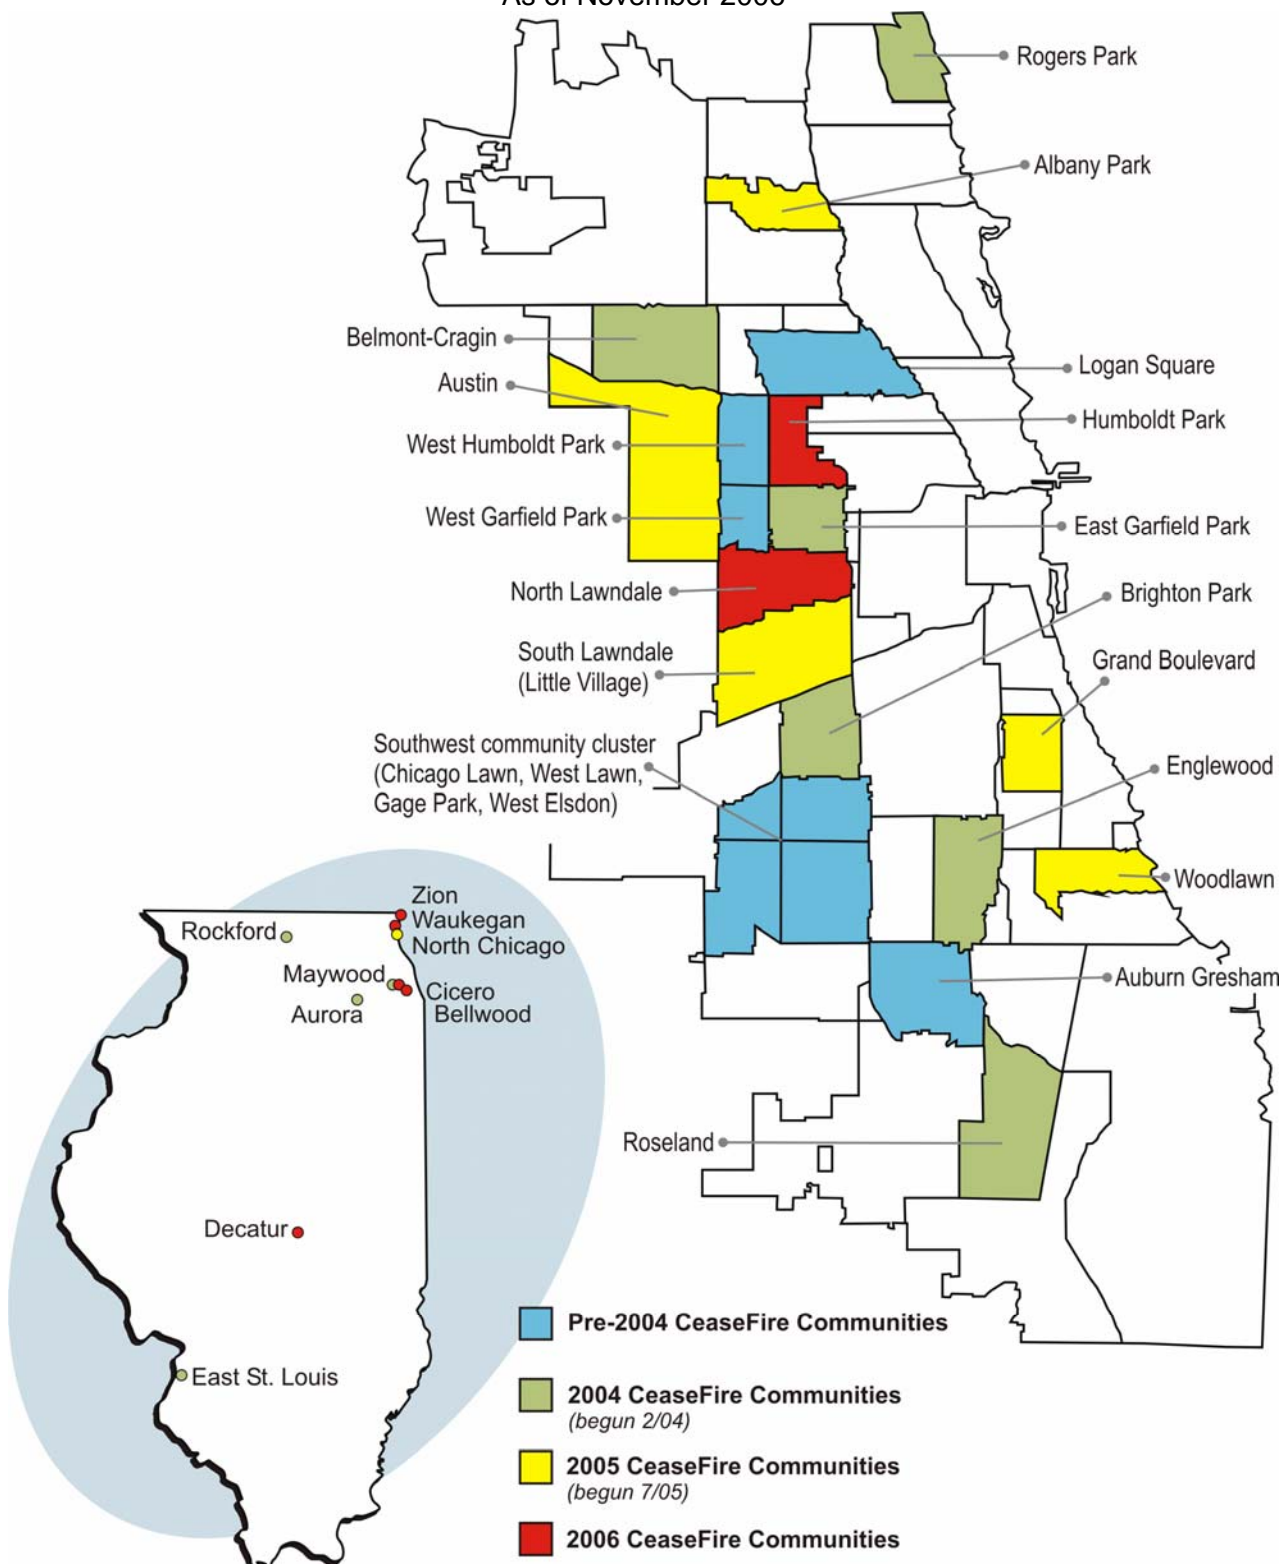 As of November 2006
Rogers Park
Albany Park
Belmont-Cragin
Logan Square
Austin
Humboldt Park
West Humboldt Park
West Garfield Park
East Garfield Park
North Lawndale
Brighton Park
South Lawndale
(Little Village)
Grand Boulevard
Southwest community cluster
(Chicago Lawn, West Lawn,
Gage Park, West Elsdon)
Englewood
Woodlawn
Auburn Gresham
Roseland
Zion
Waukegan
North Chicago
Rockford
Maywood
Cicero
Bellwood
Aurora
Decatur
East St. Louis
Pre-2004 CeaseFire Communities
2004 CeaseFire Communities
(begun 2/04)
2005 CeaseFire Communities
(begun 7/05)
2006 CeaseFire Communities